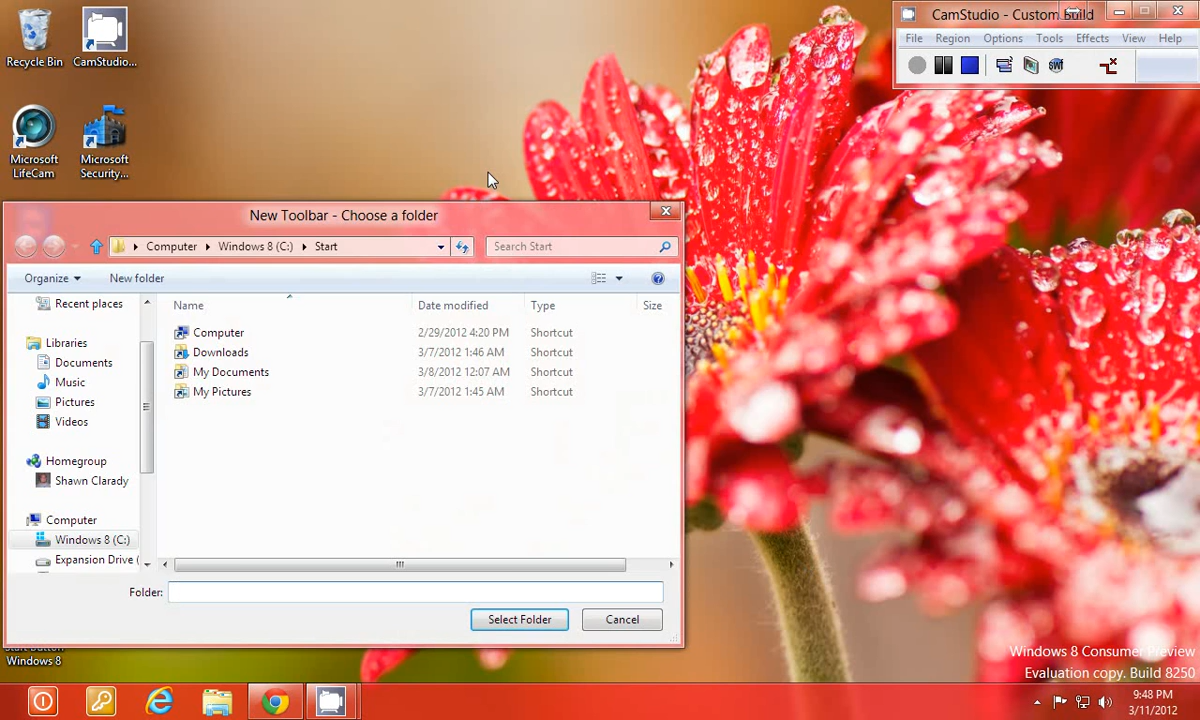 Recycle Bin
CamStudio...
Microsoft
LifeCam
Microsoft
Security...
CamStudio - Custom Build
File Region Options Tools Effects View Help
SWF
New Toolbar - Choose a folder
Computer Windows 8 (C:) Start
Search Start
Organize New folder
Name Date modified Type Size
Computer 2/29/2012 4:20 PM Shortcut
Downloads 3/7/2012 1:46 AM Shortcut
My Documents 3/8/2012 12:07 AM Shortcut
My Pictures 3/7/2012 1:45 AM Shortcut
Recent places
Libraries
Documents
Music
Pictures
Videos
Homegroup
Shawn Clarady
Computer
Windows 8 (C:)
Expansion Drive (
Folder:
Select Folder Cancel
Start Button
Windows 8
Windows 8 Consumer Preview
Evaluation copy. Build 8250
9:48 PM
3/11/2012